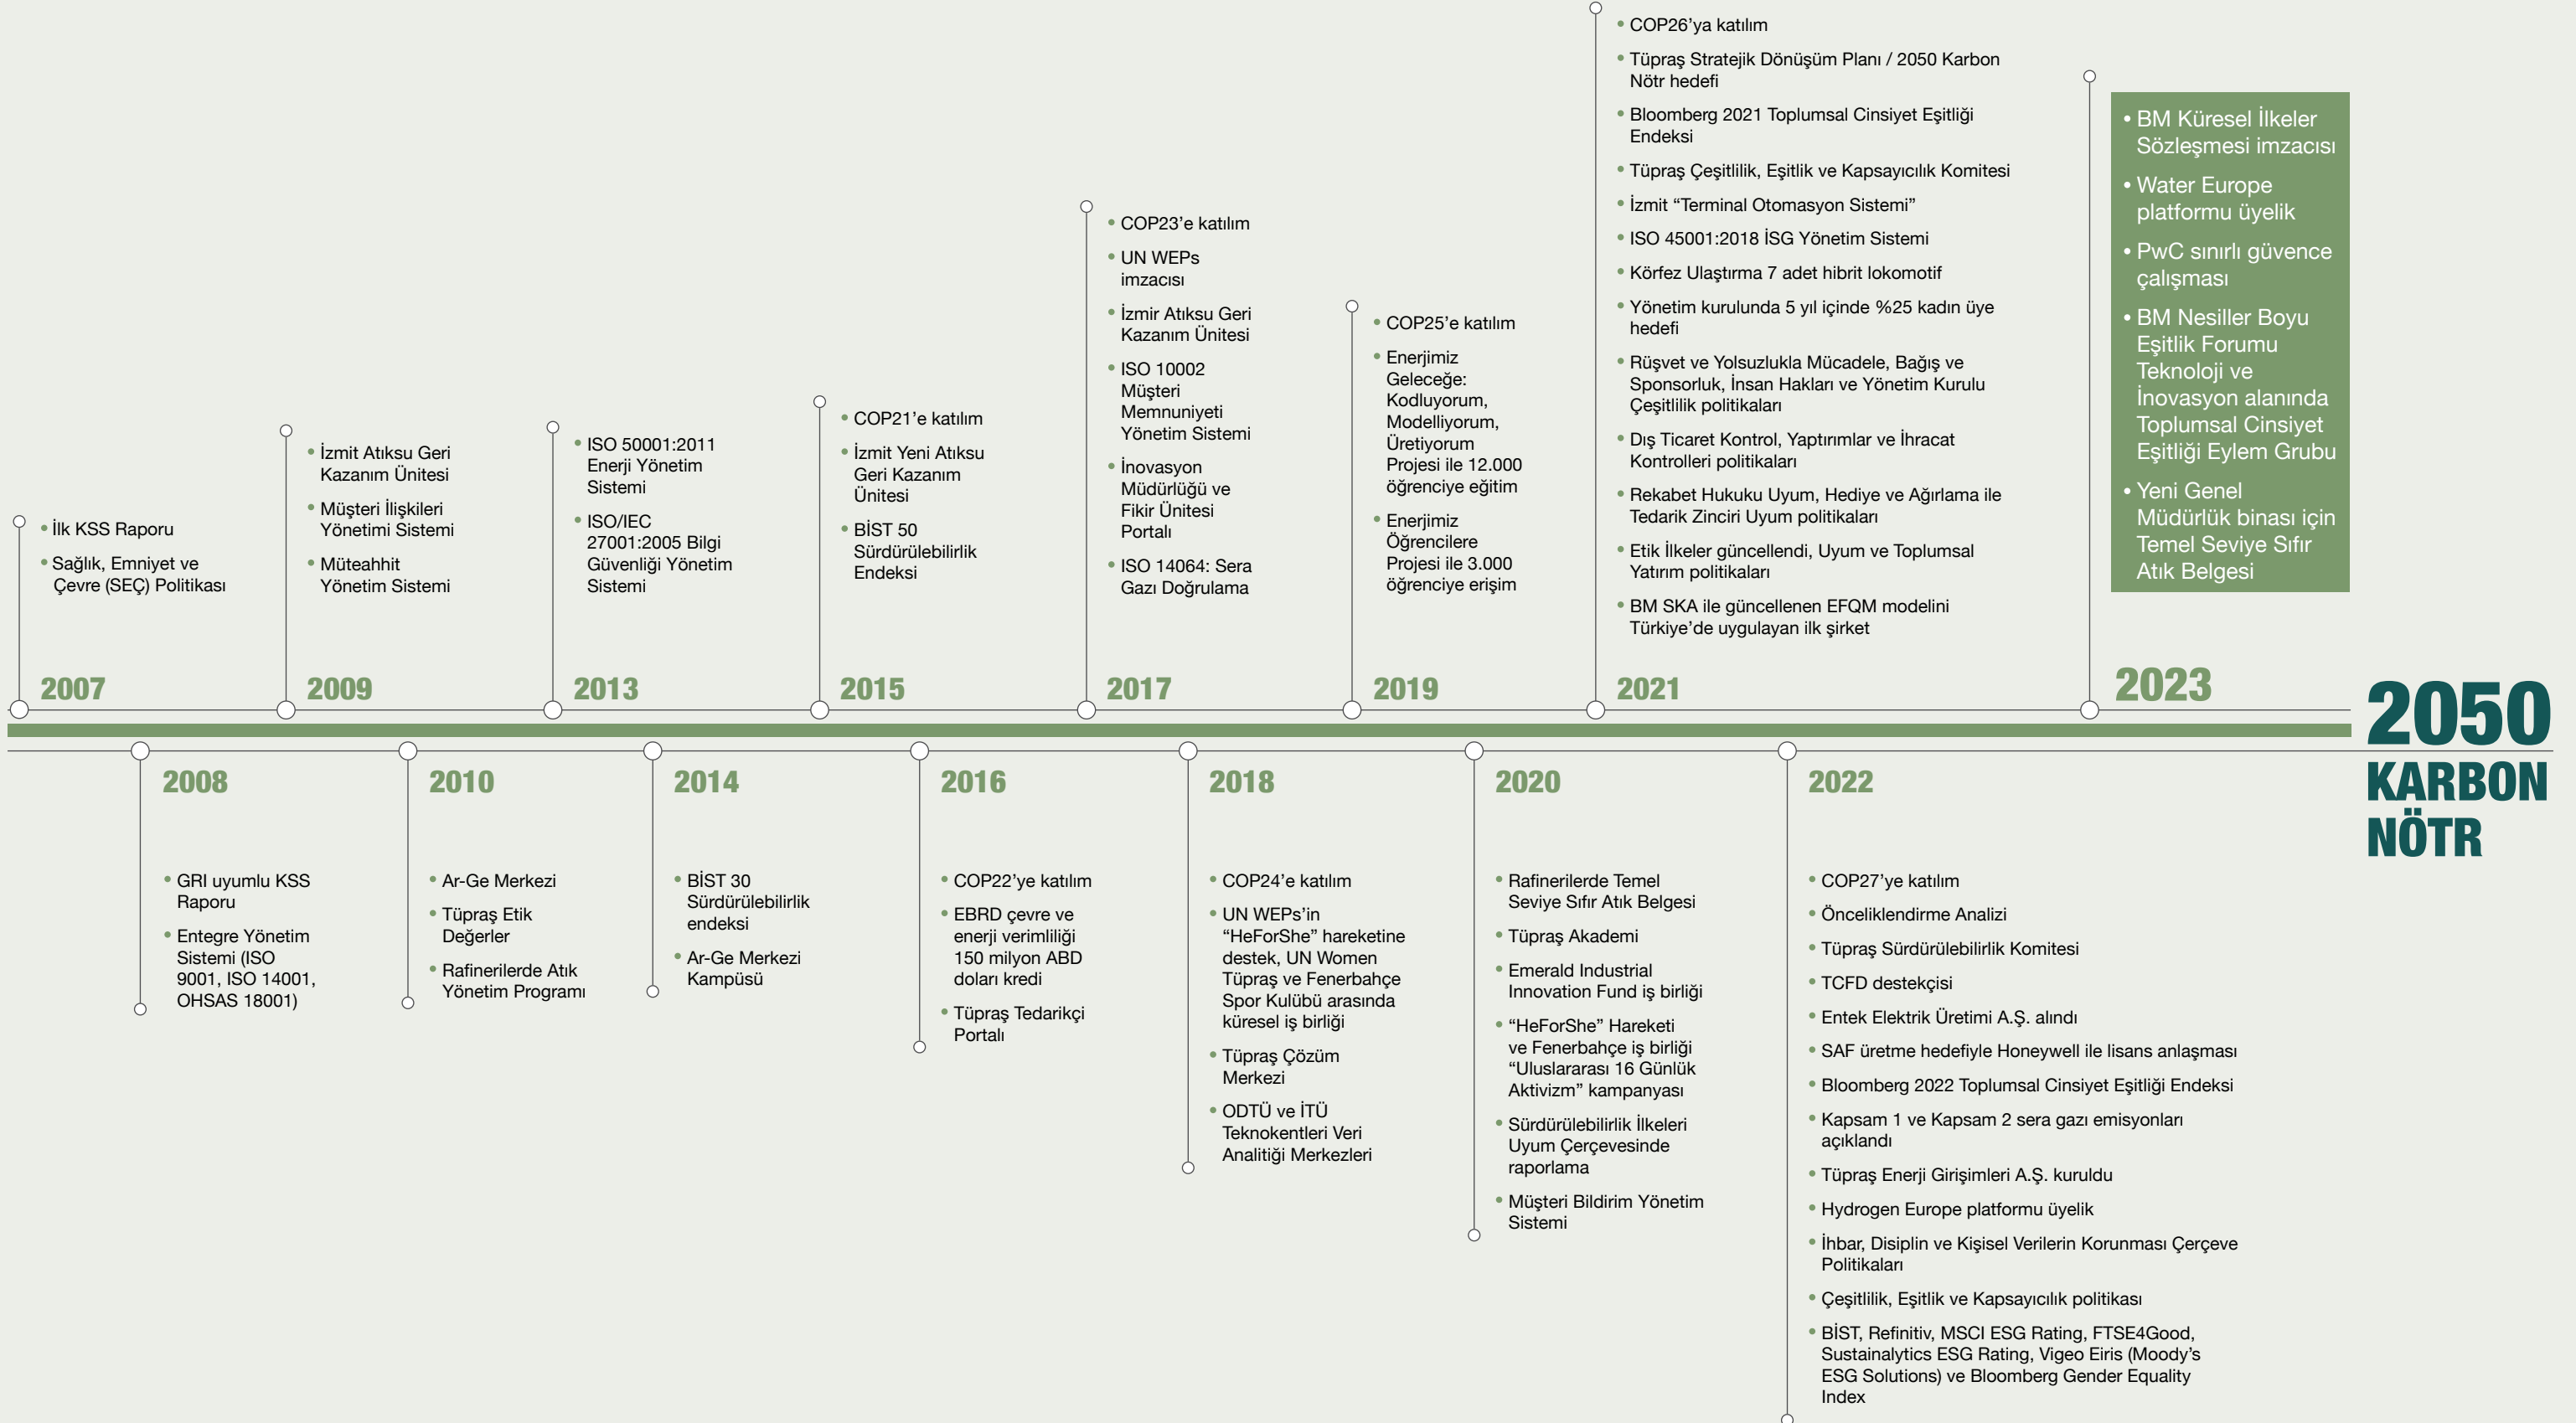 2007
• İlk KSS Raporu
• Sağlık, Emniyet ve
Çevre (SEÇ) Politikası
2008
• GRI uyumlu KSS
Raporu
• Entegre Yönetim
Sistemi (ISO
9001, ISO 14001,
OHSAS 18001)
2009
• İzmit Atıksu Geri
Kazanım Ünitesi
• Müşteri İlişkileri
Yönetimi Sistemi
• Müteahhit
Yönetim Sistemi
2010
• Ar-Ge Merkezi
• Tüpraş Etik
Değerler
• Rafinerilerde Atık
Yönetim Programı
2013
• ISO 50001:2011
Enerji Yönetim
Sistemi
• ISO/IEC
27001:2005 Bilgi
Güvenliği Yönetim
Sistemi
2014
• BİST 30
Sürdürülebilirlik
endeksi
• Ar-Ge Merkezi
Kampüsü
2015
• COP21’e katılım
• İzmit Yeni Atıksu
Geri Kazanım
Ünitesi
• BİST 50
Sürdürülebilirlik
Endeksi
2016
• COP22’ye katılım
• EBRD çevre ve
enerji verimliliği
150 milyon ABD
doları kredi
• Tüpraş Tedarikçi
Portalı
2017
• COP23’e katılım
• UN WEPs
imzacısı
• İzmir Atıksu Geri
Kazanım Ünitesi
• ISO 10002
Müşteri
Memnuniyeti
Yönetim Sistemi
• İnovasyon
Müdürlüğü ve
Fikir Ünitesi
Portalı
• ISO 14064: Sera
Gazı Doğrulama
2018
• COP24’e katılım
• UN WEPs’in
“HeForShe” hareketine
destek, UN Women
Tüpraş ve Fenerbahçe
Spor Kulübü arasında
küresel iş birliği
• Tüpraş Çözüm
Merkezi
• ODTÜ ve İTÜ
Teknokentleri Veri
Analitiği Merkezleri
2019
• COP25’e katılım
• Enerjimiz
Geleceğe:
Kodluyorum,
Modelliyorum,
Üretiyorum
Projesi ile 12.000
öğrenciye eğitim
• Enerjimiz
Öğrencilere
Projesi ile 3.000
öğrenciye erişim
2020
• Rafinerilerde Temel
Seviye Sıfır Atık Belgesi
• Tüpraş Akademi
• Emerald Industrial
Innovation Fund iş birliği
• “HeForShe” Hareketi
ve Fenerbahçe iş birliği
“Uluslararası 16 Günlük
Aktivizm” kampanyası
• Sürdürülebilirlik İlkeleri
Uyum Çerçevesinde
raporlama
• Müşteri Bildirim Yönetim
Sistemi
2021
• COP26’ya katılım
• Tüpraş Stratejik Dönüşüm Planı / 2050 Karbon
Nötr hedefi
• Bloomberg 2021 Toplumsal Cinsiyet Eşitliği
Endeksi
• Tüpraş Çeşitlilik, Eşitlik ve Kapsayıcılık Komitesi
• İzmit “Terminal Otomasyon Sistemi”
• ISO 45001:2018 İSG Yönetim Sistemi
• Körfez Ulaştırma 7 adet hibrit lokomotif
• Yönetim kurulunda 5 yıl içinde %25 kadın üye
hedefi
• Rüşvet ve Yolsuzlukla Mücadele, Bağış ve
Sponsorluk, İnsan Hakları ve Yönetim Kurulu
Çeşitlilik politikaları
• Dış Ticaret Kontrol, Yaptırımlar ve İhracat
Kontrolleri politikaları
• Rekabet Hukuku Uyum, Hediye ve Ağırlama ile
Tedarik Zinciri Uyum politikaları
• Etik İlkeler güncellendi, Uyum ve Toplumsal
Yatırım politikaları
• BM SKA ile güncellenen EFQM modelini
Türkiye’de uygulayan ilk şirket
2022
• COP27’ye katılım
• Önceliklendirme Analizi
• Tüpraş Sürdürülebilirlik Komitesi
• TCFD destekçisi
• Entek Elektrik Üretimi A.Ş. alındı
• SAF üretme hedefiyle Honeywell ile lisans anlaşması
• Bloomberg 2022 Toplumsal Cinsiyet Eşitliği Endeksi
• Kapsam 1 ve Kapsam 2 sera gazı emisyonları
açıklandı
• Tüpraş Enerji Girişimleri A.Ş. kuruldu
• Hydrogen Europe platformu üyelik
• İhbar, Disiplin ve Kişisel Verilerin Korunması Çerçeve
Politikaları
• Çeşitlilik, Eşitlik ve Kapsayıcılık politikası
• BİST, Refinitiv, MSCI ESG Rating, FTSE4Good,
Sustainalytics ESG Rating, Vigeo Eiris (Moody’s
ESG Solutions) ve Bloomberg Gender Equality
Index
2023
• BM Küresel İlkeler
Sözleşmesi imzacısı
• Water Europe
platformu üyelik
• PwC sınırlı güvence
çalışması
• BM Nesiller Boyu
Eşitlik Forumu
Teknoloji ve
İnovasyon alanında
Toplumsal Cinsiyet
Eşitliği Eylem Grubu
• Yeni Genel
Müdürlük binası için
Temel Seviye Sıfır
Atık Belgesi
2050
KARBON
NÖTR